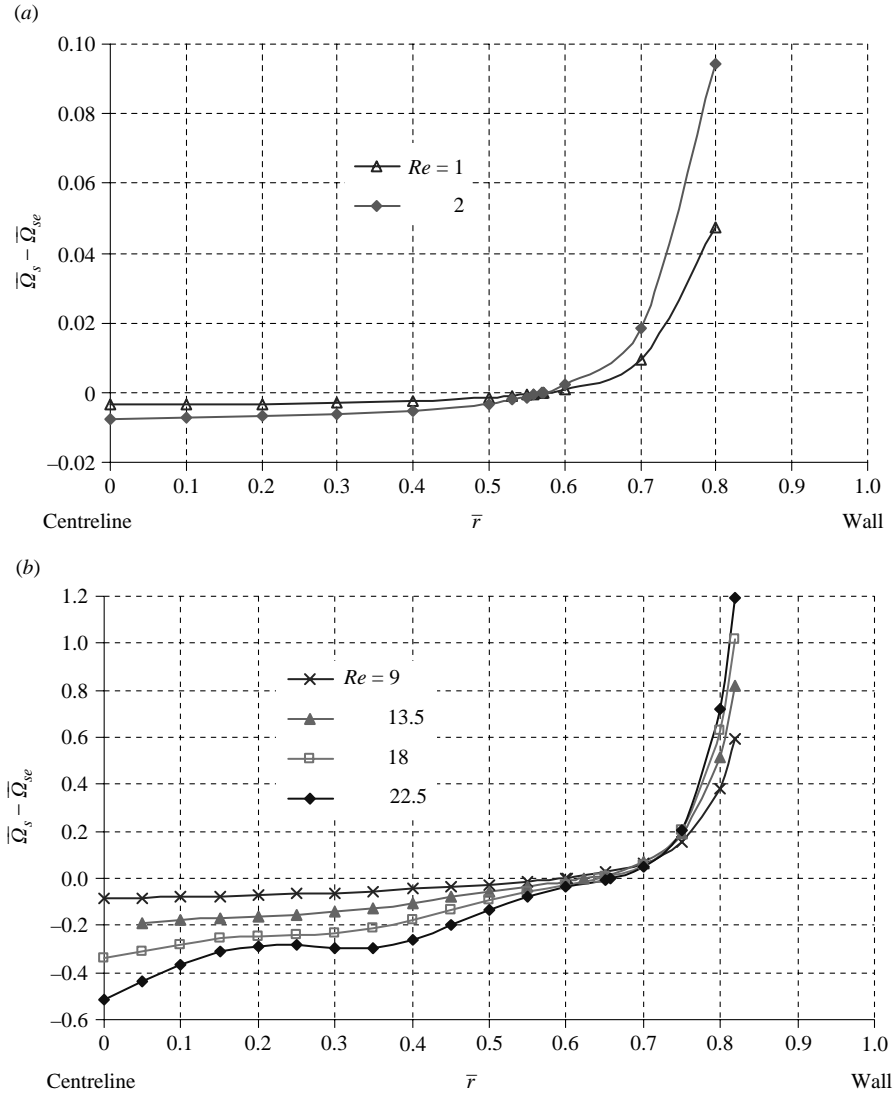 (a)
0.10
0.08
0.06
0.04
0.02
0
–0.02
Ω̅s – Ω̅se
Re = 1
2
0 0.1 0.2 0.3 0.4 0.5 0.6 0.7 0.8 0.9 1.0
Centreline r̅ Wall
(b)
1.2
1.0
0.8
0.6
0.4
0.2
0.0
–0.2
–0.4
–0.6
Ω̅s – Ω̅se
Re = 9
13.5
18
22.5
0 0.1 0.2 0.3 0.4 0.5 0.6 0.7 0.8 0.9 1.0
Centreline r̅ Wall